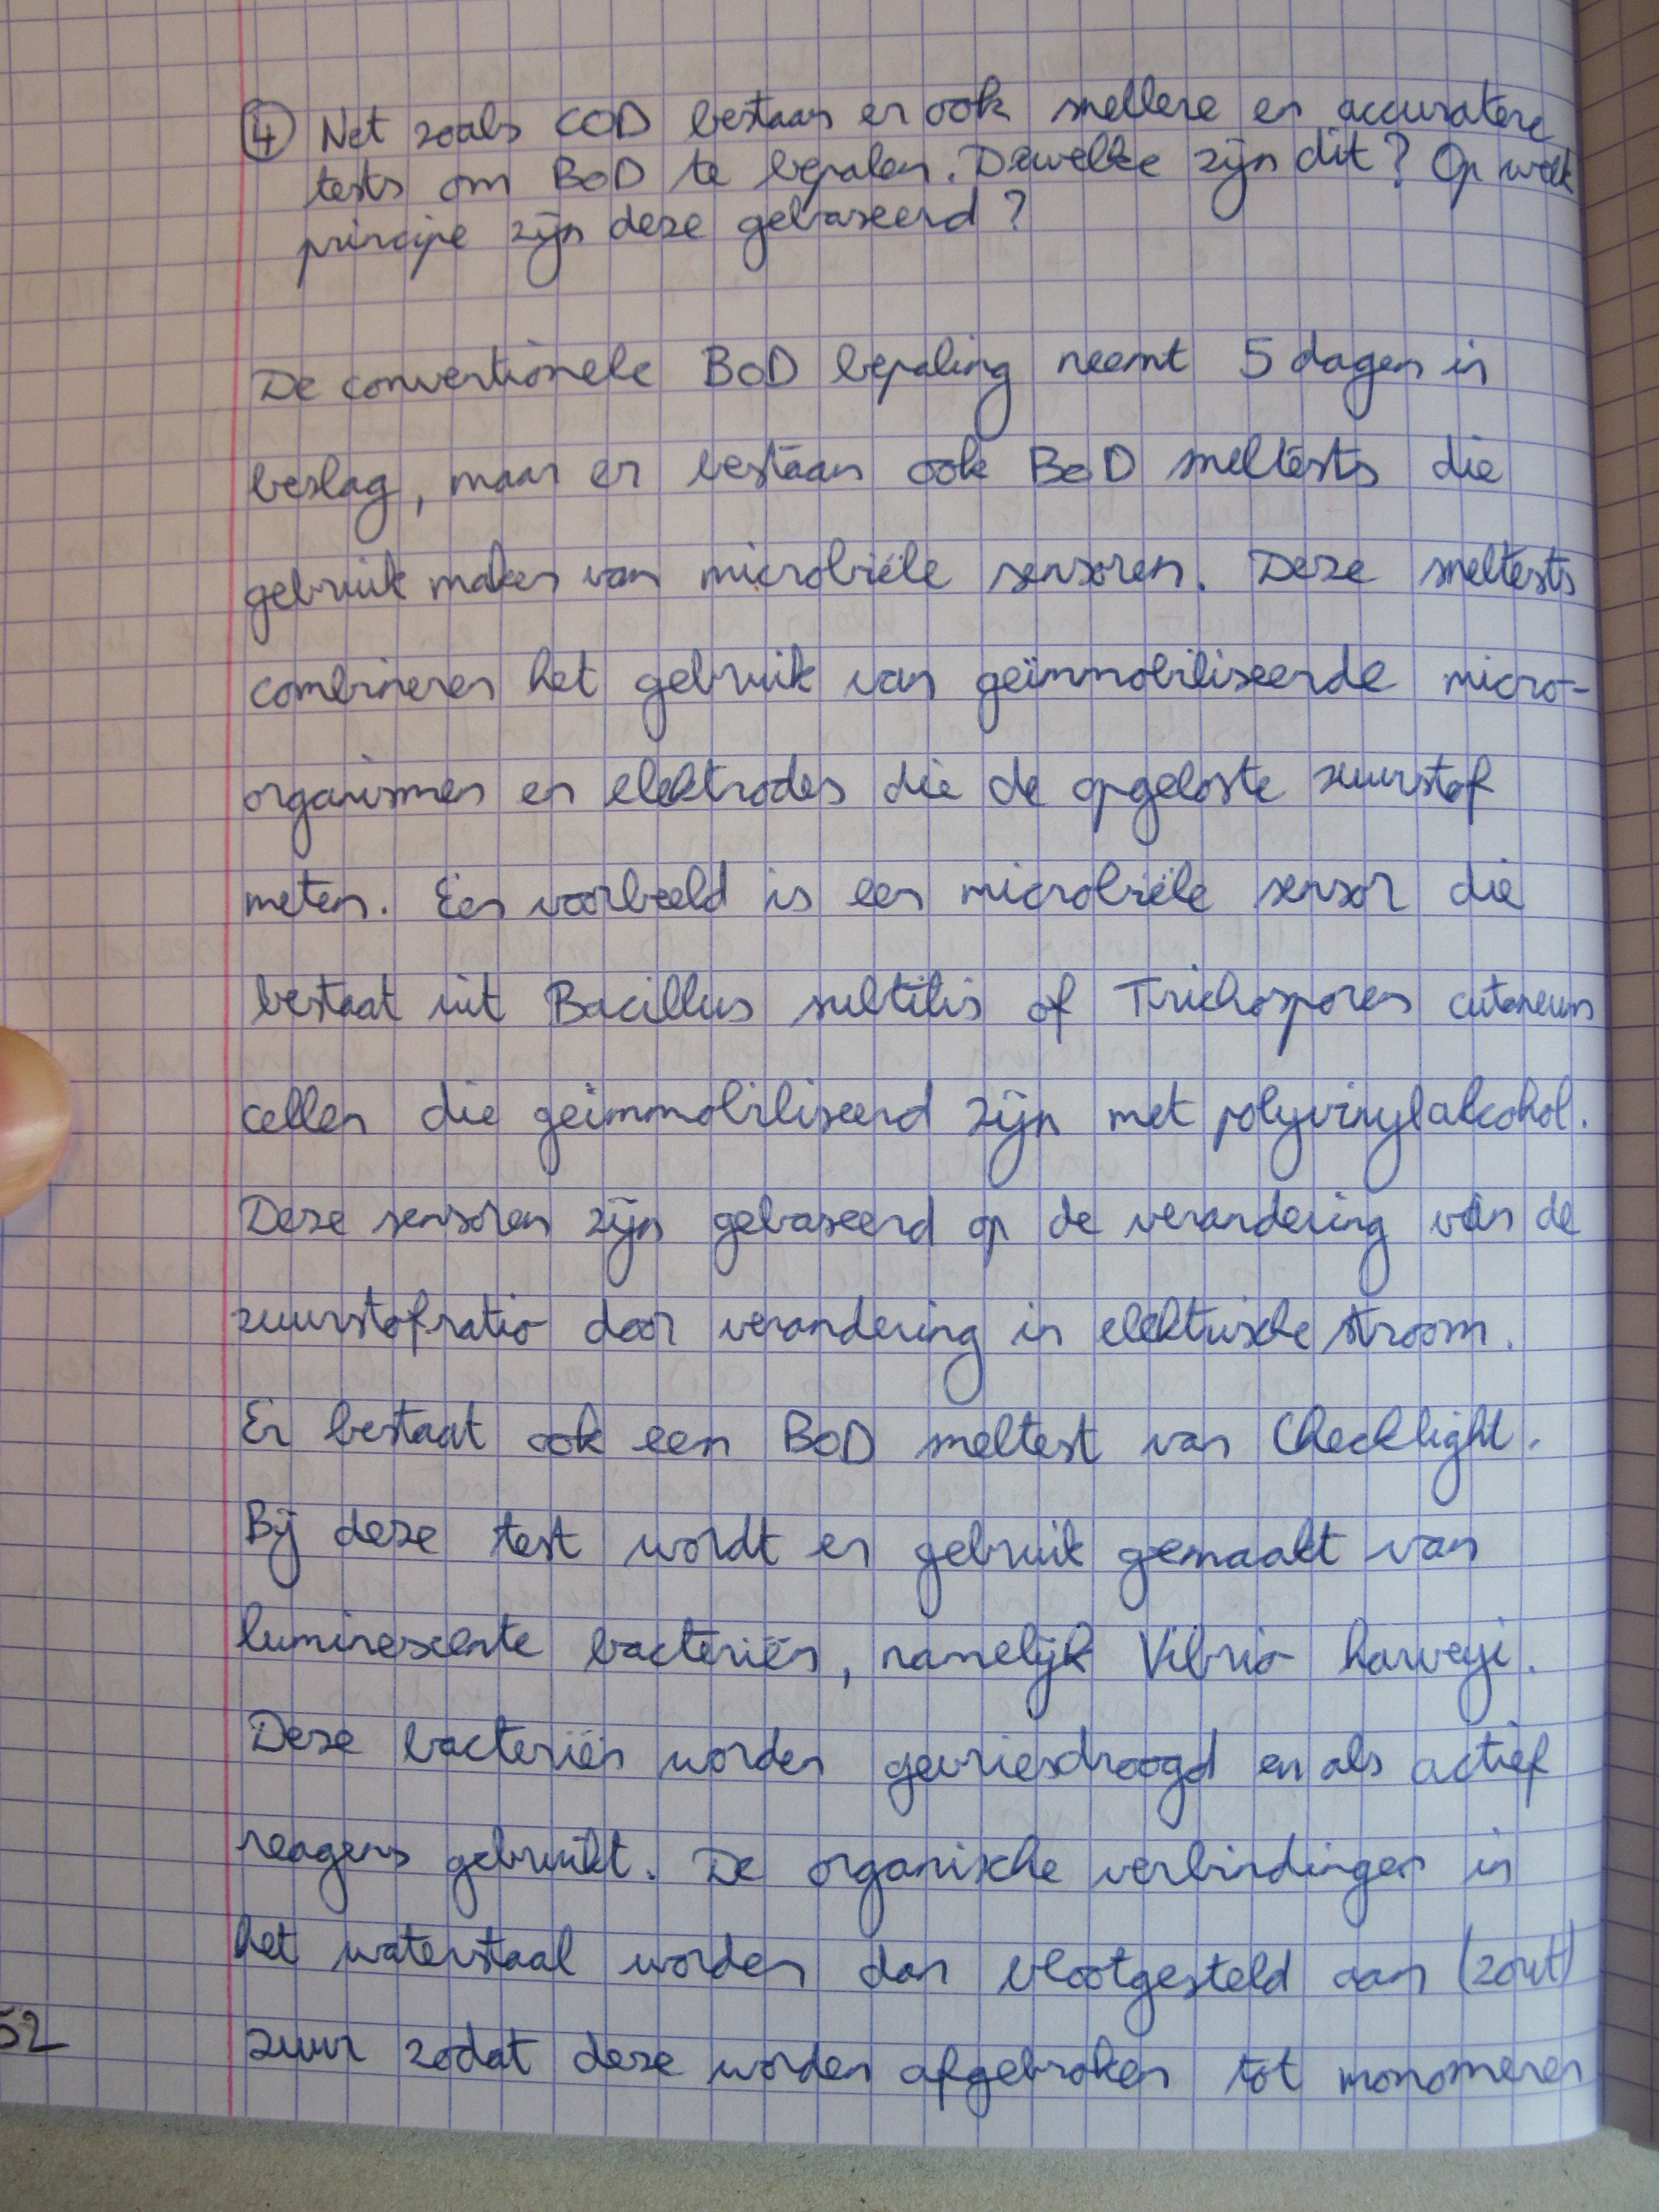 ④ Net zoals COD bestaan er ook snellere en accuratere
tests om BOD te bepalen. Dewelke zijn dit? Op welk
principe zijn deze gebaseerd?
De conventionele BOD bepaling neemt 5 dagen in
beslag, maar er bestaan ook BOD sneltests die
gebruik maken van microbiële sensoren. Deze sneltests
combineren het gebruik van geïmmobiliseerde micro-
organismen en elektrodes die de opgeloste zuurstof
meten. Een voorbeeld is een microbiële sensor die
bestaat uit Bacillus subtilis of Trichosporen cutaneum
cellen die geïmmobiliseerd zijn met polyvinylalcohol.
Deze sensoren zijn gebaseerd op de verandering van de
zuurstofratio door verandering in elektrische stroom.
Er bestaat ook een BOD sneltest van Checklight.
Bij deze test wordt er gebruik gemaakt van
luminescente bacteriën, namelijk Vibrio harveyi.
Deze bacteriën worden gevriesdroogd en als actief
reagens gebruikt. De organische verbindingen in
het waterstaal worden dan blootgesteld aan (zout)
zuur zodat deze worden afgebroken tot monomeren
52